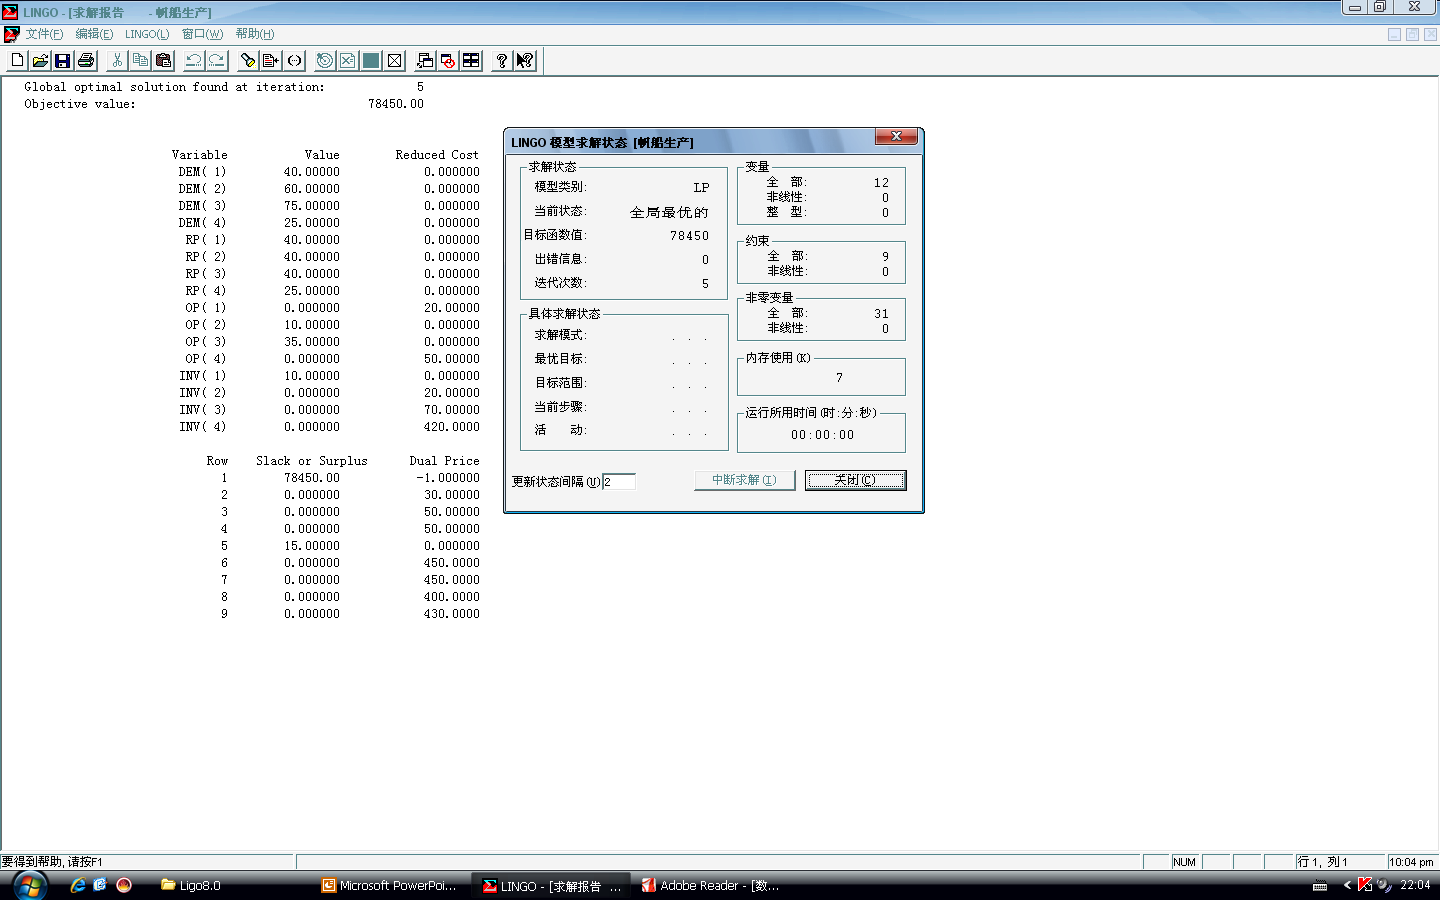 LINGO - [求解报告 - 帆船生产]
文件(F) 编辑(E) LINGO(L) 窗口(W) 帮助(H)
Global optimal solution found at iteration: 5
Objective value: 78450.00
Variable Value Reduced Cost
DEM( 1) 40.00000 0.000000
DEM( 2) 60.00000 0.000000
DEM( 3) 75.00000 0.000000
DEM( 4) 25.00000 0.000000
RP( 1) 40.00000 0.000000
RP( 2) 40.00000 0.000000
RP( 3) 40.00000 0.000000
RP( 4) 25.00000 0.000000
OP( 1) 0.000000 20.00000
OP( 2) 10.00000 0.000000
OP( 3) 35.00000 0.000000
OP( 4) 0.000000 50.00000
INV( 1) 10.00000 0.000000
INV( 2) 0.000000 20.00000
INV( 3) 0.000000 70.00000
INV( 4) 0.000000 420.0000
Row Slack or Surplus Dual Price
1 78450.00 -1.000000
2 0.000000 30.00000
3 0.000000 50.00000
4 0.000000 50.00000
5 15.00000 0.000000
6 0.000000 450.0000
7 0.000000 450.0000
8 0.000000 400.0000
9 0.000000 430.0000
LINGO 模型求解状态 [帆船生产]
求解状态
模型类别: LP
当前状态: 全局最优的
目标函数值: 78450
出错信息: 0
迭代次数: 5
具体求解状态
求解模式: . . .
最优目标: . . .
目标范围: . . .
当前步骤: . . .
活 动: . . .
变量
全 部: 12
非线性: 0
整 型: 0
约束
全 部: 9
非线性: 0
非零变量
全 部: 31
非线性: 0
内存使用(K)
7
运行所用时间(时:分:秒)
00:00:00
更新状态间隔(U) 2
中断求解(I)
关闭(C)
要得到帮助,请按F1
NUM
行 1, 列 1
10:04 pm
Ligo8.0
Microsoft PowerPoi...
LINGO - [求解报告 ...
Adobe Reader - [数...
22:04